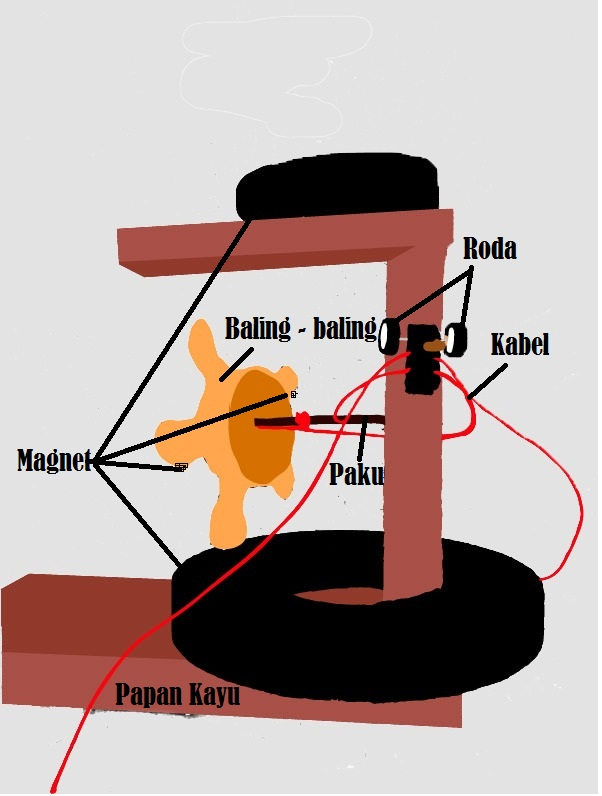 Roda
Baling - baling
Kabel
Magnet
Paku
Papan Kayu